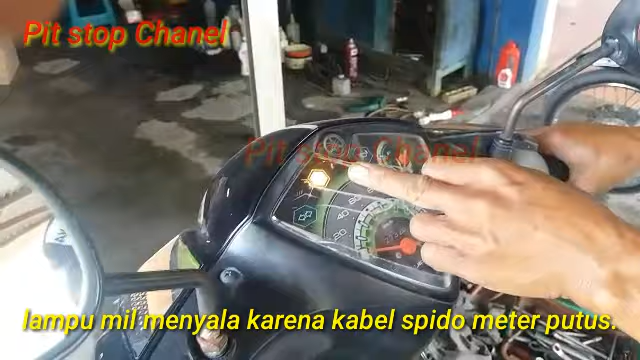 Pit stop Chanel
Pit stop Chanel
lampu mil menyala karena kabel spido meter putus.